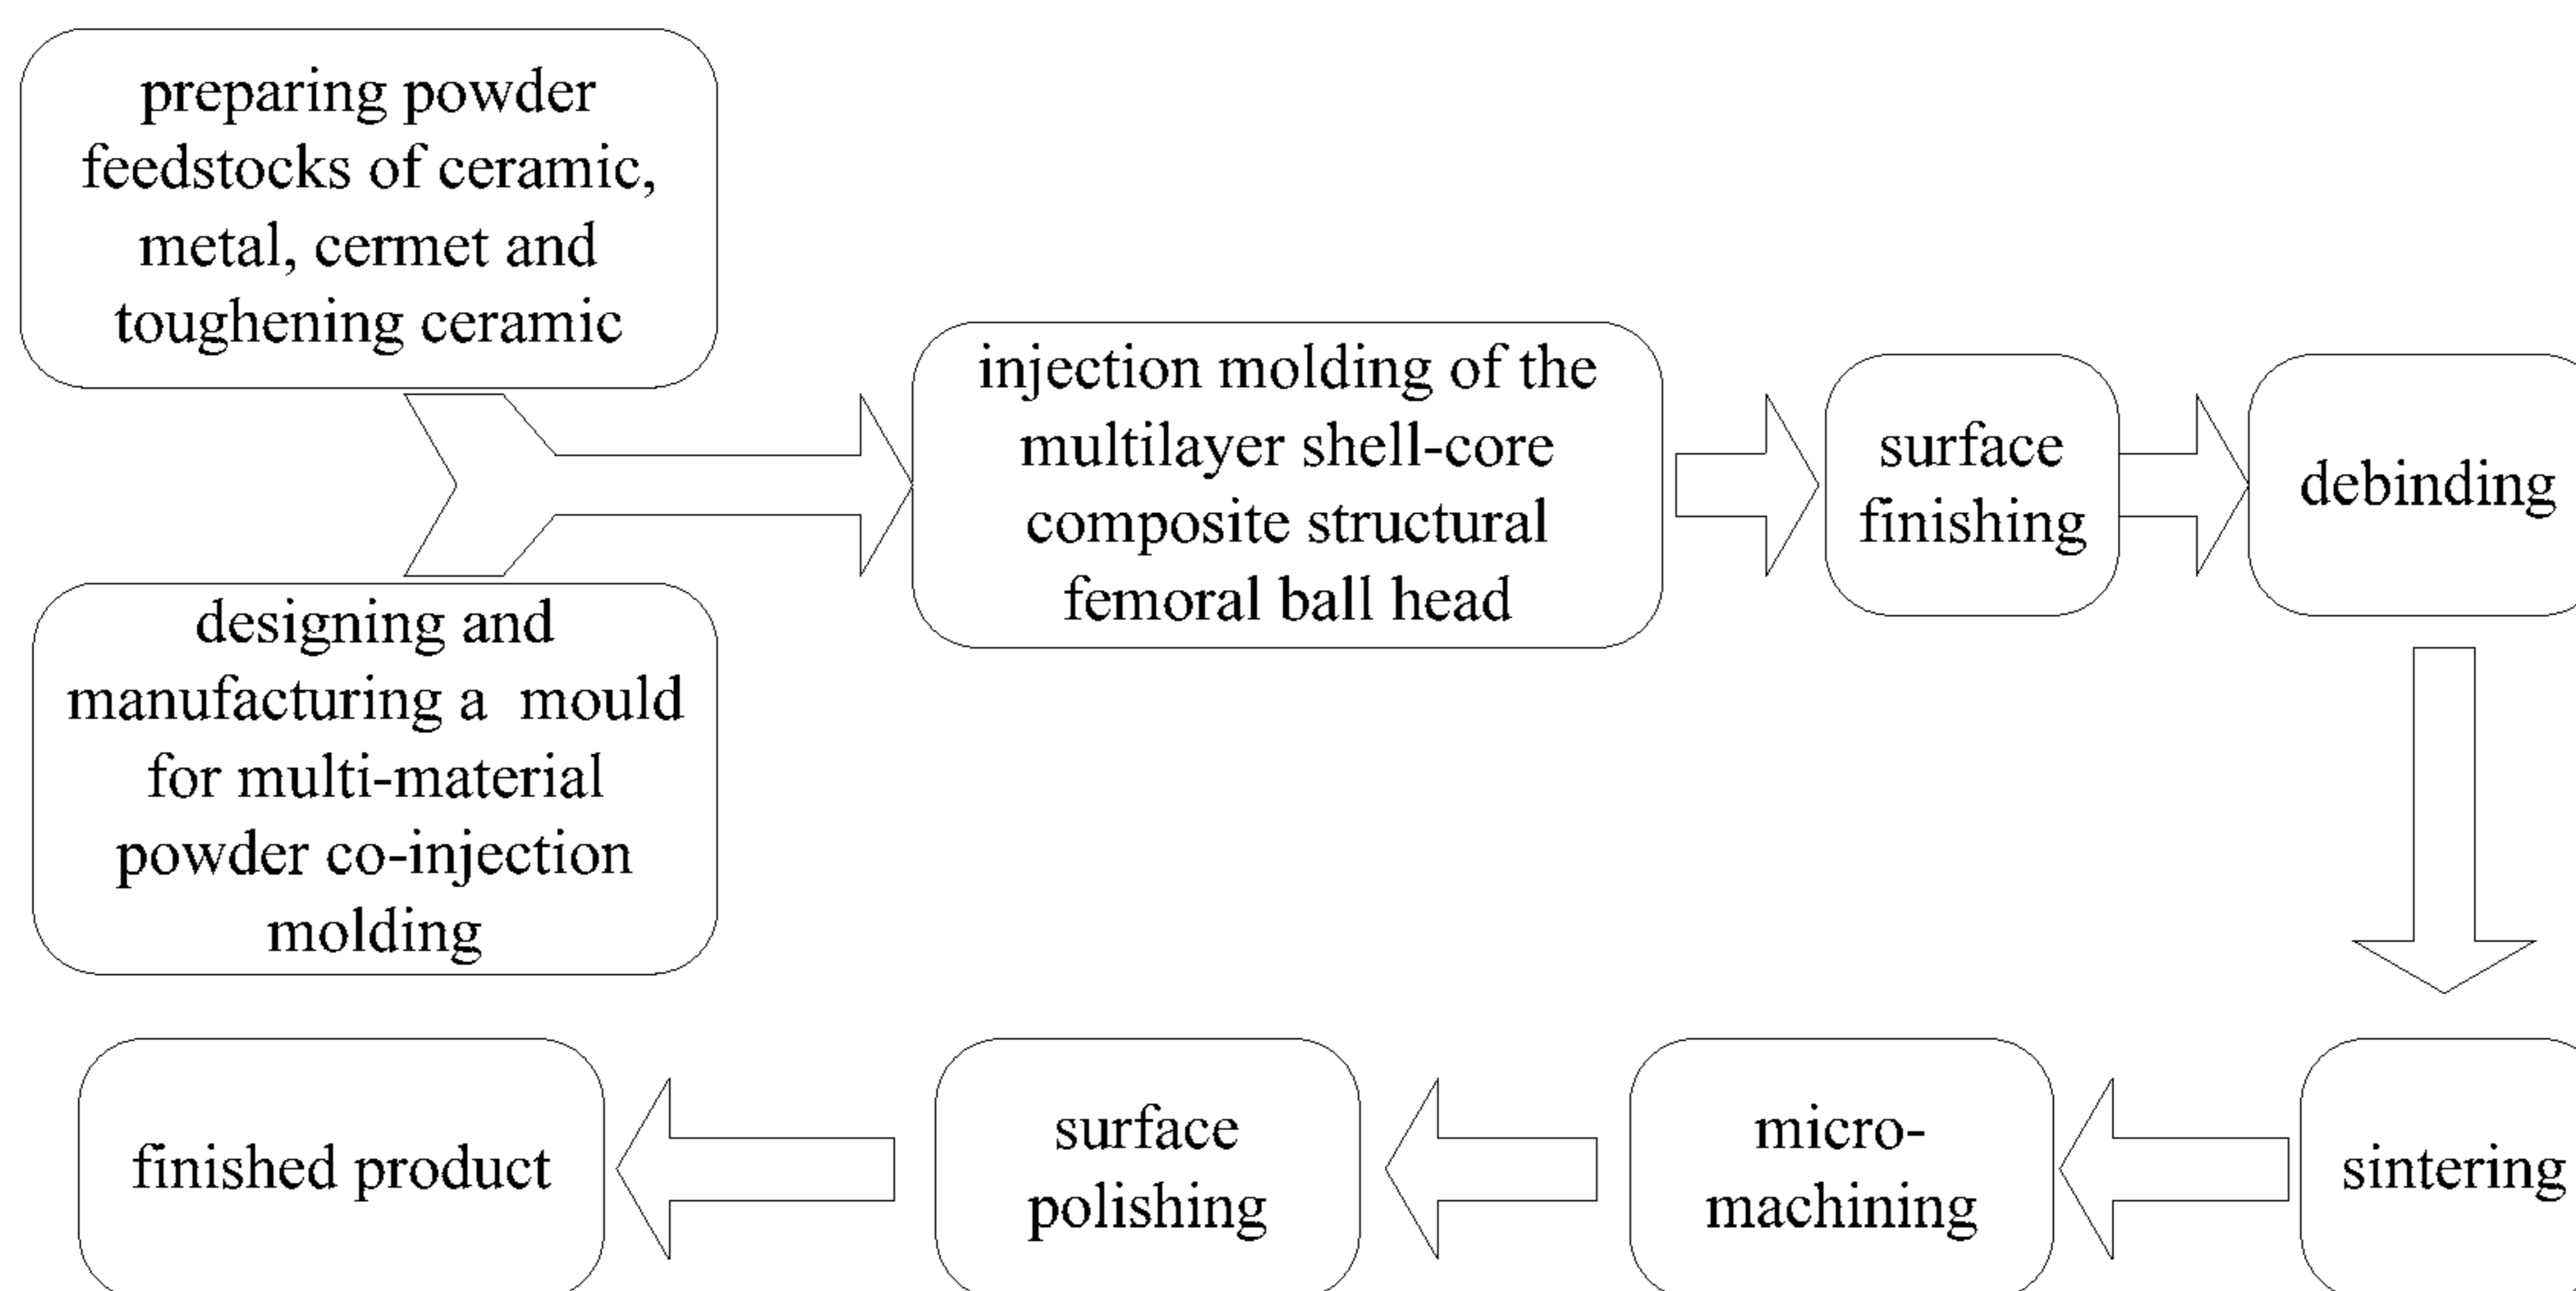 preparing powder
feedstocks of ceramic,
metal, cermet and
toughening ceramic
designing and
manufacturing a  mould
for multi-material
powder co-injection
molding
injection molding of the
multilayer shell-core
composite structural
femoral ball head
surface
finishing
debinding
sintering
micro-
machining
surface
polishing
finished product